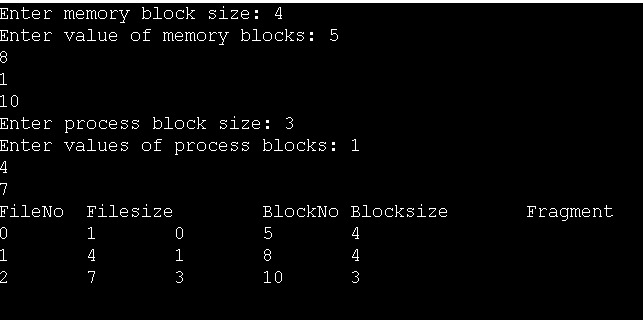 Enter memory block size: 4
Enter value of memory blocks: 5
8
1
10
Enter process block size: 3
Enter values of process blocks: 1
4
7
FileNo  Filesize        BlockNo Blocksize       Fragment
0       1       0       5       4
1       4       1       8       4
2       7       3       10      3